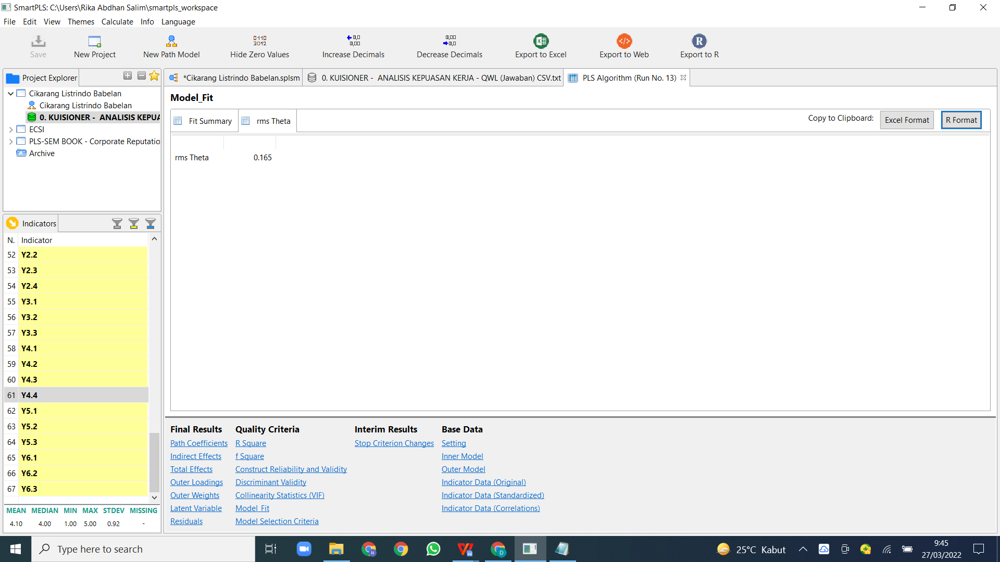 SmartPLS: C:\Users\Rika Abdhan Salim\smartpls_workspace
File Edit View Themes Calculate Info Language
Save
New Project
New Path Model
Hide Zero Values
Increase Decimals
Decrease Decimals
Export to Excel
Export to Web
Export to R
Project Explorer
Cikarang Listrindo Babelan
Cikarang Listrindo Babelan
0. KUISIONER - ANALISIS KEPUA
ECSI
PLS-SEM BOOK - Corporate Reputatio
Archive
*Cikarang Listrindo Babelan.splsm
0. KUISIONER - ANALISIS KEPUASAN KERJA - QWL (Jawaban) CSV.txt
PLS Algorithm (Run No. 13)
Model_Fit
Fit Summary
rms Theta
Copy to Clipboard:
Excel Format
R Format
rms Theta 0.165
Indicators
N. Indicator
52 Y2.2
53 Y2.3
54 Y2.4
55 Y3.1
56 Y3.2
57 Y3.3
58 Y4.1
59 Y4.2
60 Y4.3
61 Y4.4
62 Y5.1
63 Y5.2
64 Y5.3
65 Y6.1
66 Y6.2
67 Y6.3
MEAN MEDIAN MIN MAX STDEV MISSING
4.10 4.00 1.00 5.00 0.92 -
Final Results
Path Coefficients
Indirect Effects
Total Effects
Outer Loadings
Outer Weights
Latent Variable
Residuals
Quality Criteria
R Square
f Square
Construct Reliability and Validity
Discriminant Validity
Collinearity Statistics (VIF)
Model_Fit
Model Selection Criteria
Interim Results
Stop Criterion Changes
Base Data
Setting
Inner Model
Outer Model
Indicator Data (Original)
Indicator Data (Standardized)
Indicator Data (Correlations)
Type here to search
25°C Kabut
9:45
27/03/2022